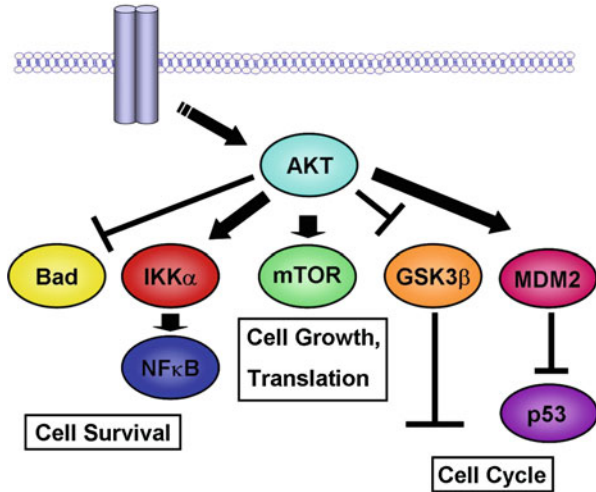 AKT
Bad
IKKα
mTOR
GSK3β
MDM2
Cell Growth,
Translation
NFκB
p53
Cell Survival
Cell Cycle